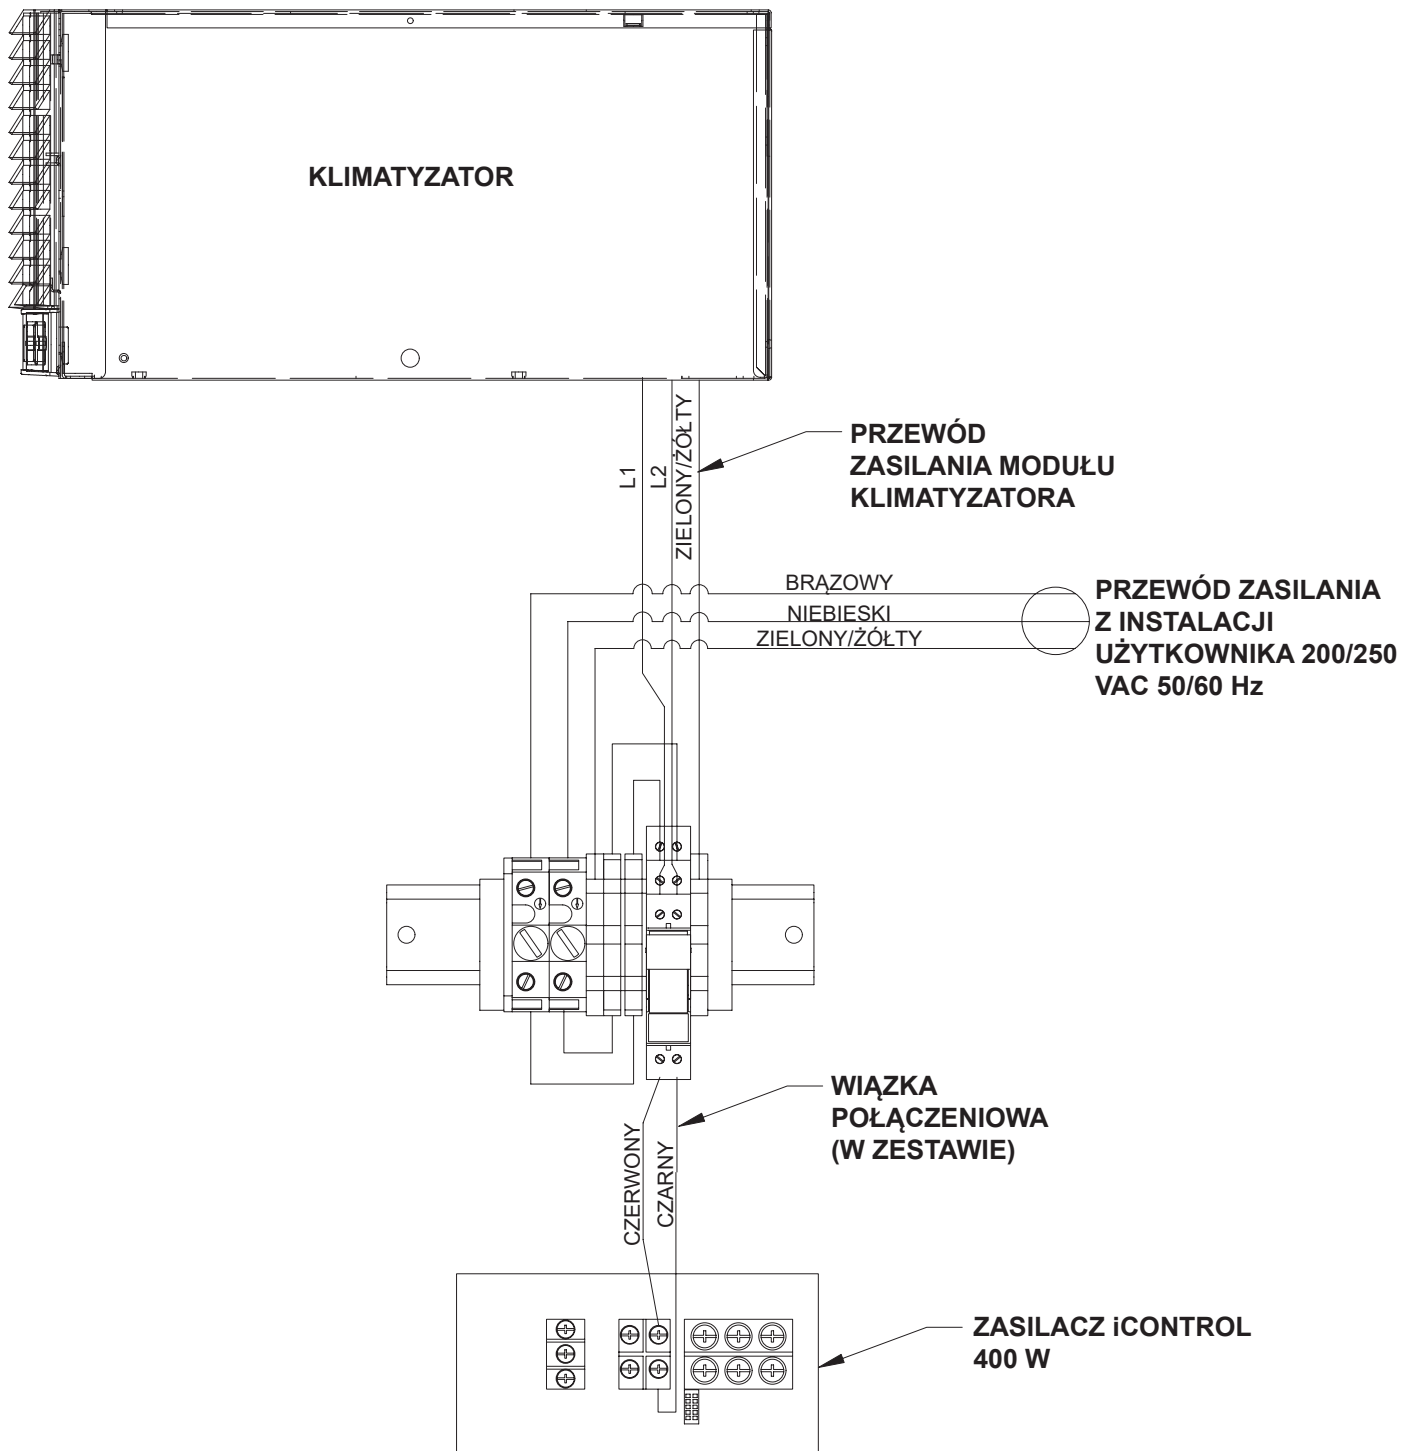 KLIMATYZATOR
L1
L2
ZIELONY/ŻÓŁTY
PRZEWÓD
ZASILANIA MODUŁU
KLIMATYZATORA
BRĄZOWY
NIEBIESKI
ZIELONY/ŻÓŁTY
PRZEWÓD ZASILANIA
Z INSTALACJI
UŻYTKOWNIKA 200/250
VAC 50/60 Hz
WIĄZKA
POŁĄCZENIOWA
(W ZESTAWIE)
CZERWONY
CZARNY
ZASILACZ iCONTROL
400 W